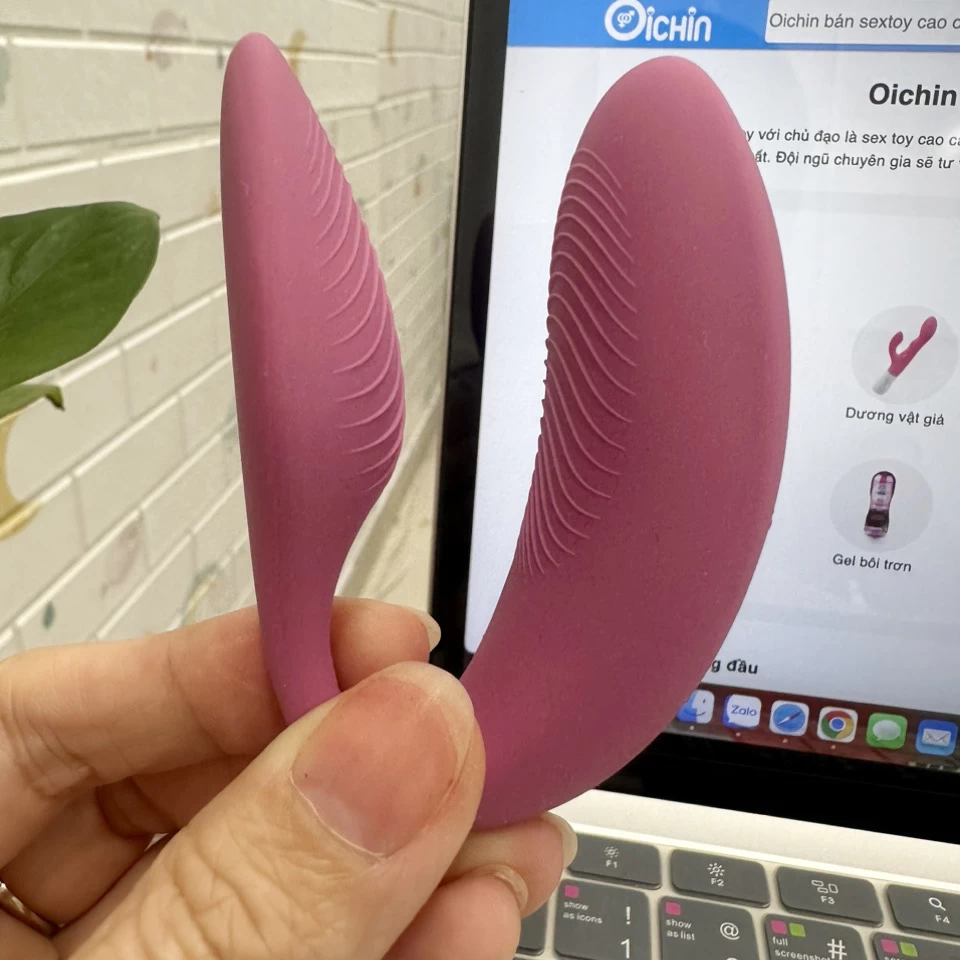 Oichin
Oichin bán sextoy cao
Oichin
với chủ đạo là sex toy cao
Đội ngũ chuyên gia sẽ tư
Dương vật giả
Gel bôi trơn
đầu
Zalo
F1
F2
F3
F4
show
as icons
!
1
show
as list
@
full
screenshot
#